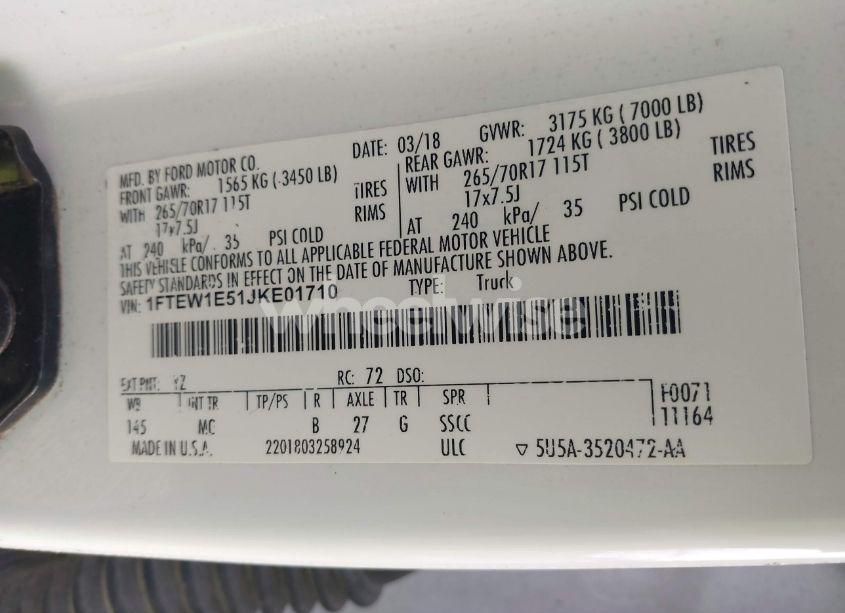 MFD. BY FORD MOTOR CO.
DATE: 03/18 GVWR: 3175 KG ( 7000 LB)
FRONT GAWR: 1565 KG ( 3450 LB)
REAR GAWR: 1724 KG ( 3800 LB)
WITH 265/70R17 115T TIRES
WITH 265/70R17 115T TIRES
17x7.5J RIMS
17x7.5J RIMS
AT 240 kPa/ 35 PSI COLD
AT 240 kPa/ 35 PSI COLD
THIS VEHICLE CONFORMS TO ALL APPLICABLE FEDERAL MOTOR VEHICLE
SAFETY STANDARDS IN EFFECT ON THE DATE OF MANUFACTURE SHOWN ABOVE.
VIN: 1FTEW1E51JKE01710 TYPE: Truck
wheelwise
EXT PNT: YZ RC: 72 DSO:
WB INT TR TP/PS R AXLE TR SPR F0071
145 MC B 27 G SSCC 11164
MADE IN U.S.A. 2201803258924 ULC ▽ 5U5A-3520472-AA